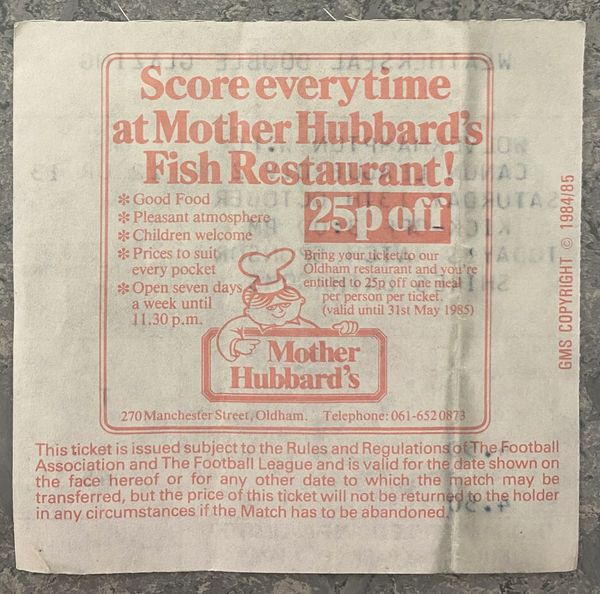 WEATHERSEAL DOUBLE GLAZING
Score everytime
at Mother Hubbard's
Fish Restaurant!
* Good Food
* Pleasant atmosphere
* Children welcome
* Prices to suit
every pocket
* Open seven days
a week until
11.30 p.m.
25p off
Bring your ticket to our
Oldham restaurant and you're
entitled to 25p off one meal
per person per ticket.
(valid until 31st May 1985)
Mother
Hubbard's
270 Manchester Street, Oldham. Telephone: 061-652 0873
GMS COPYRIGHT © 1984/85
This ticket is issued subject to the Rules and Regulations of The Football
Association and The Football League and is valid for the date shown on
the face hereof or for any other date to which the match may be
transferred, but the price of this ticket will not be returned to the holder
in any circumstances if the Match has to be abandoned.
4.50